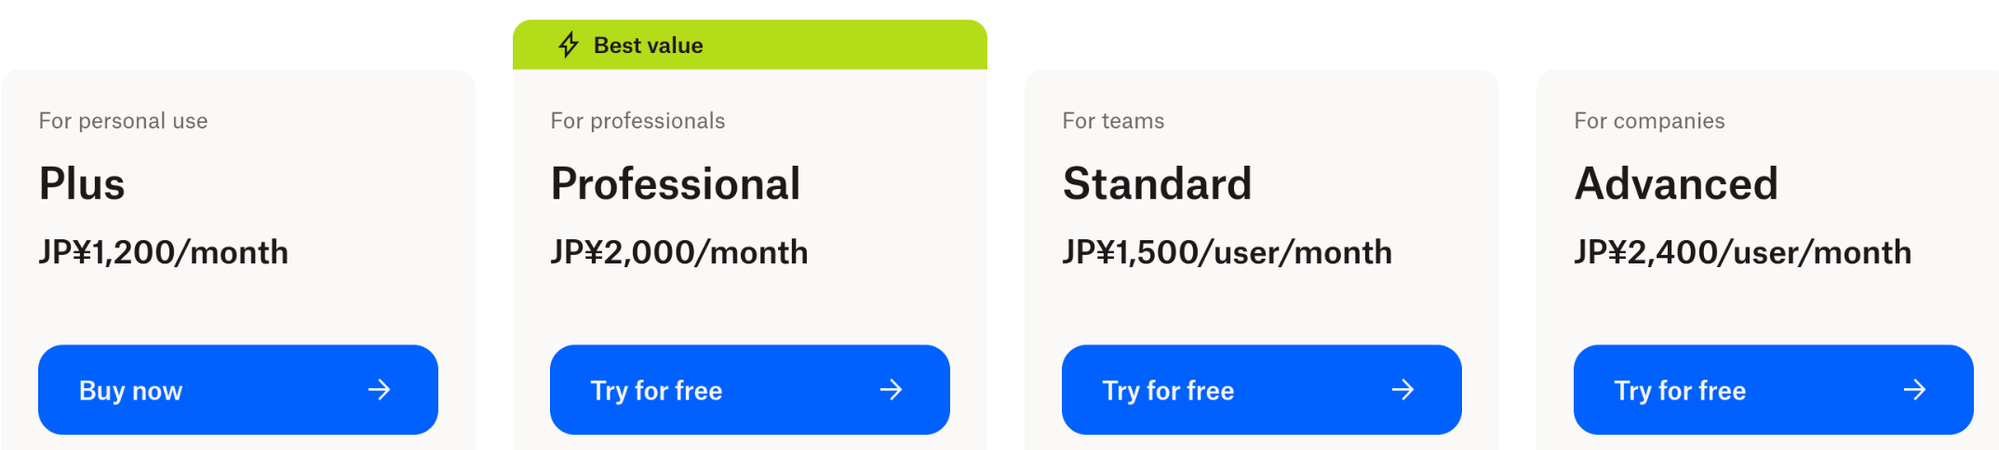 Best value
For personal use
Plus
JP¥1,200/month
Buy now
For professionals
Professional
JP¥2,000/month
Try for free
For teams
Standard
JP¥1,500/user/month
Try for free
For companies
Advanced
JP¥2,400/user/month
Try for free